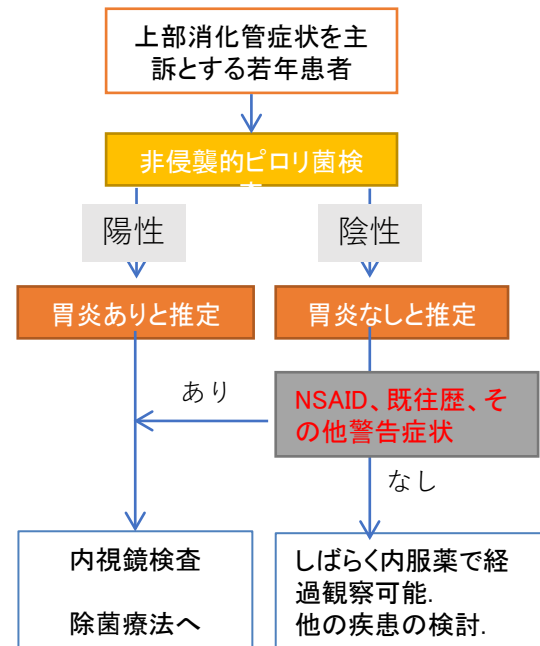 上部消化管症状を主
訴とする若年患者
非侵襲的ピロリ菌検
査
陽性
陰性
胃炎ありと推定
胃炎なしと推定
あり
NSAID、既往歴、そ
の他警告症状
なし
内視鏡検査
除菌療法へ
しばらく内服薬で経
過観察可能.
他の疾患の検討.